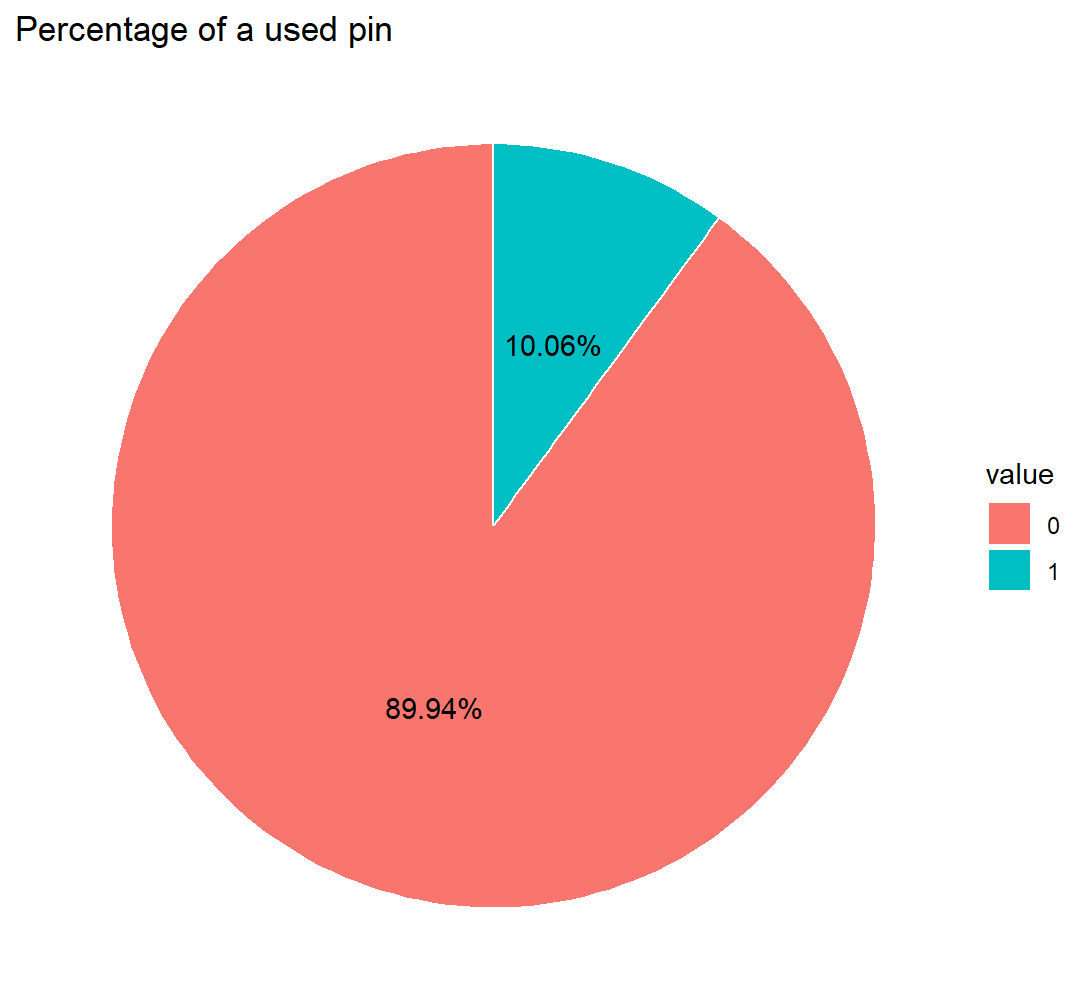 Percentage of a used pin
10.06%
89.94%
value
0
1